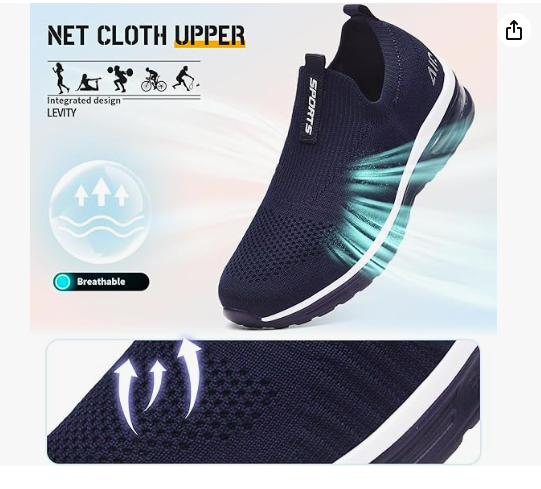 NET CLOTH UPPER
Integrated design
LEVITY
SPORTS
AIR
Breathable